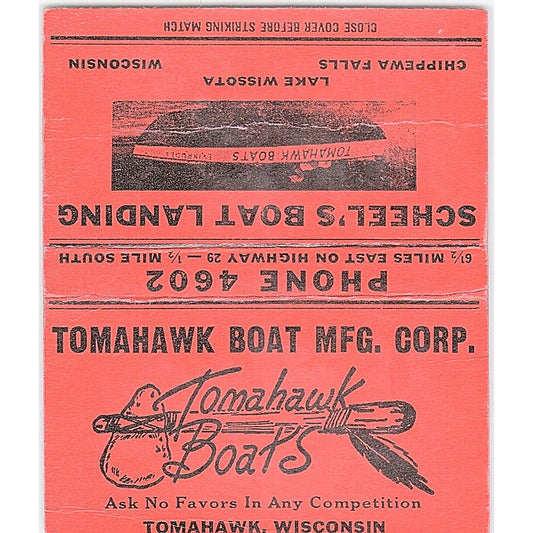 CLOSE COVER BEFORE STRIKING MATCH
SCHEEL'S BOAT LANDING
TOMAHAWK BOATS
EVINRUDE
LAKE WISSOTA
CHIPPEWA FALLS WISCONSIN
PHONE 4602
6½ MILES EAST ON HIGHWAY 29 — ½ MILE SOUTH
TOMAHAWK BOAT MFG. CORP.
Tomahawk
Boats
Ask No Favors In Any Competition
TOMAHAWK, WISCONSIN